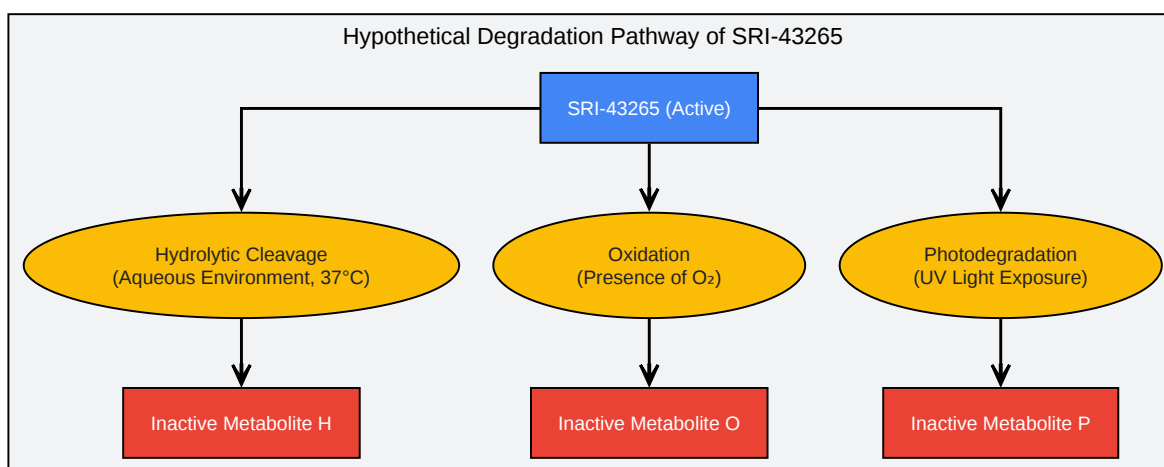 Hypothetical Degradation Pathway of SRI-43265
SRI-43265 (Active)
Hydrolytic Cleavage
(Aqueous Environment, 37°C)
Oxidation
(Presence of O₂)
Photodegradation
(UV Light Exposure)
Inactive Metabolite H
Inactive Metabolite O
Inactive Metabolite P